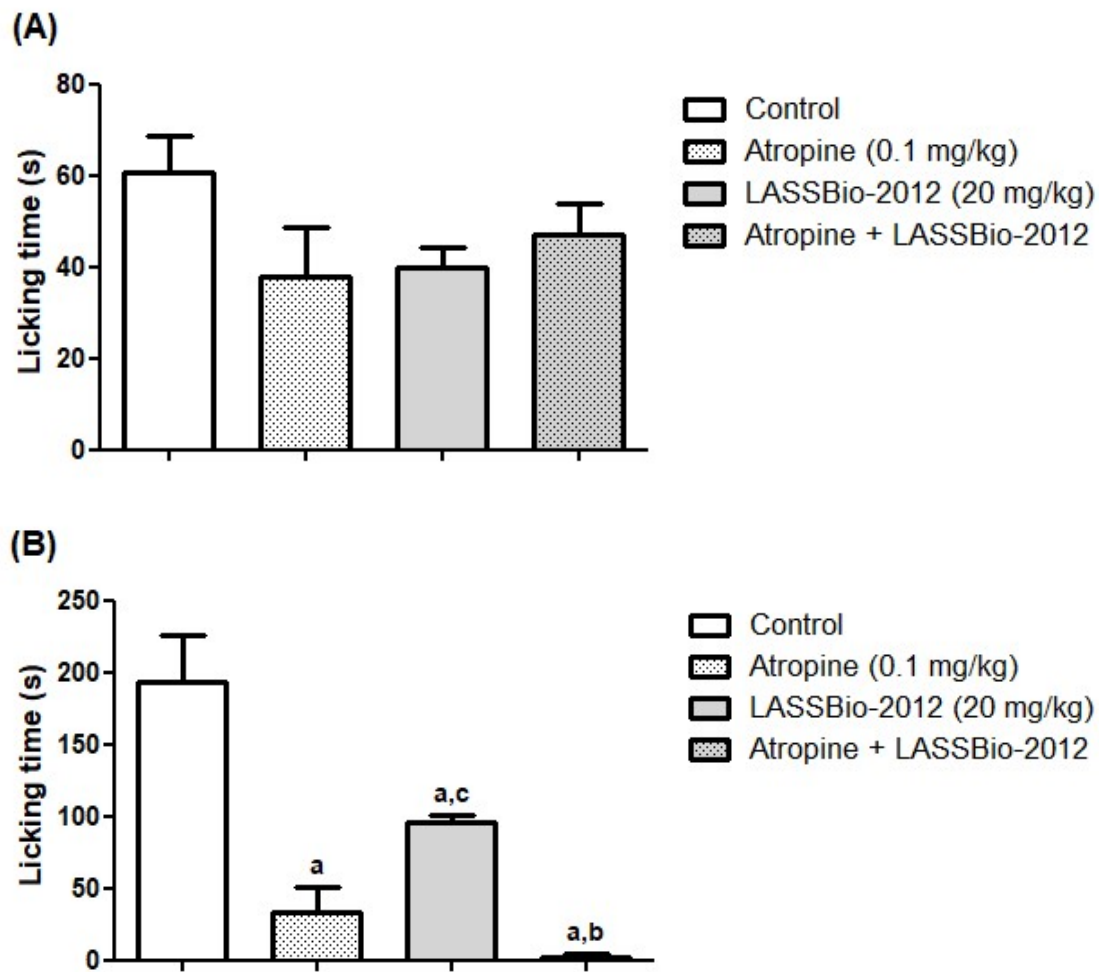 (A)
80
60
40
20
0
Licking time (s)
Control
Atropine (0.1 mg/kg)
LASSBio-2012 (20 mg/kg)
Atropine + LASSBio-2012
(B)
250
200
150
100
50
0
Licking time (s)
a
a,c
a,b
Control
Atropine (0.1 mg/kg)
LASSBio-2012 (20 mg/kg)
Atropine + LASSBio-2012